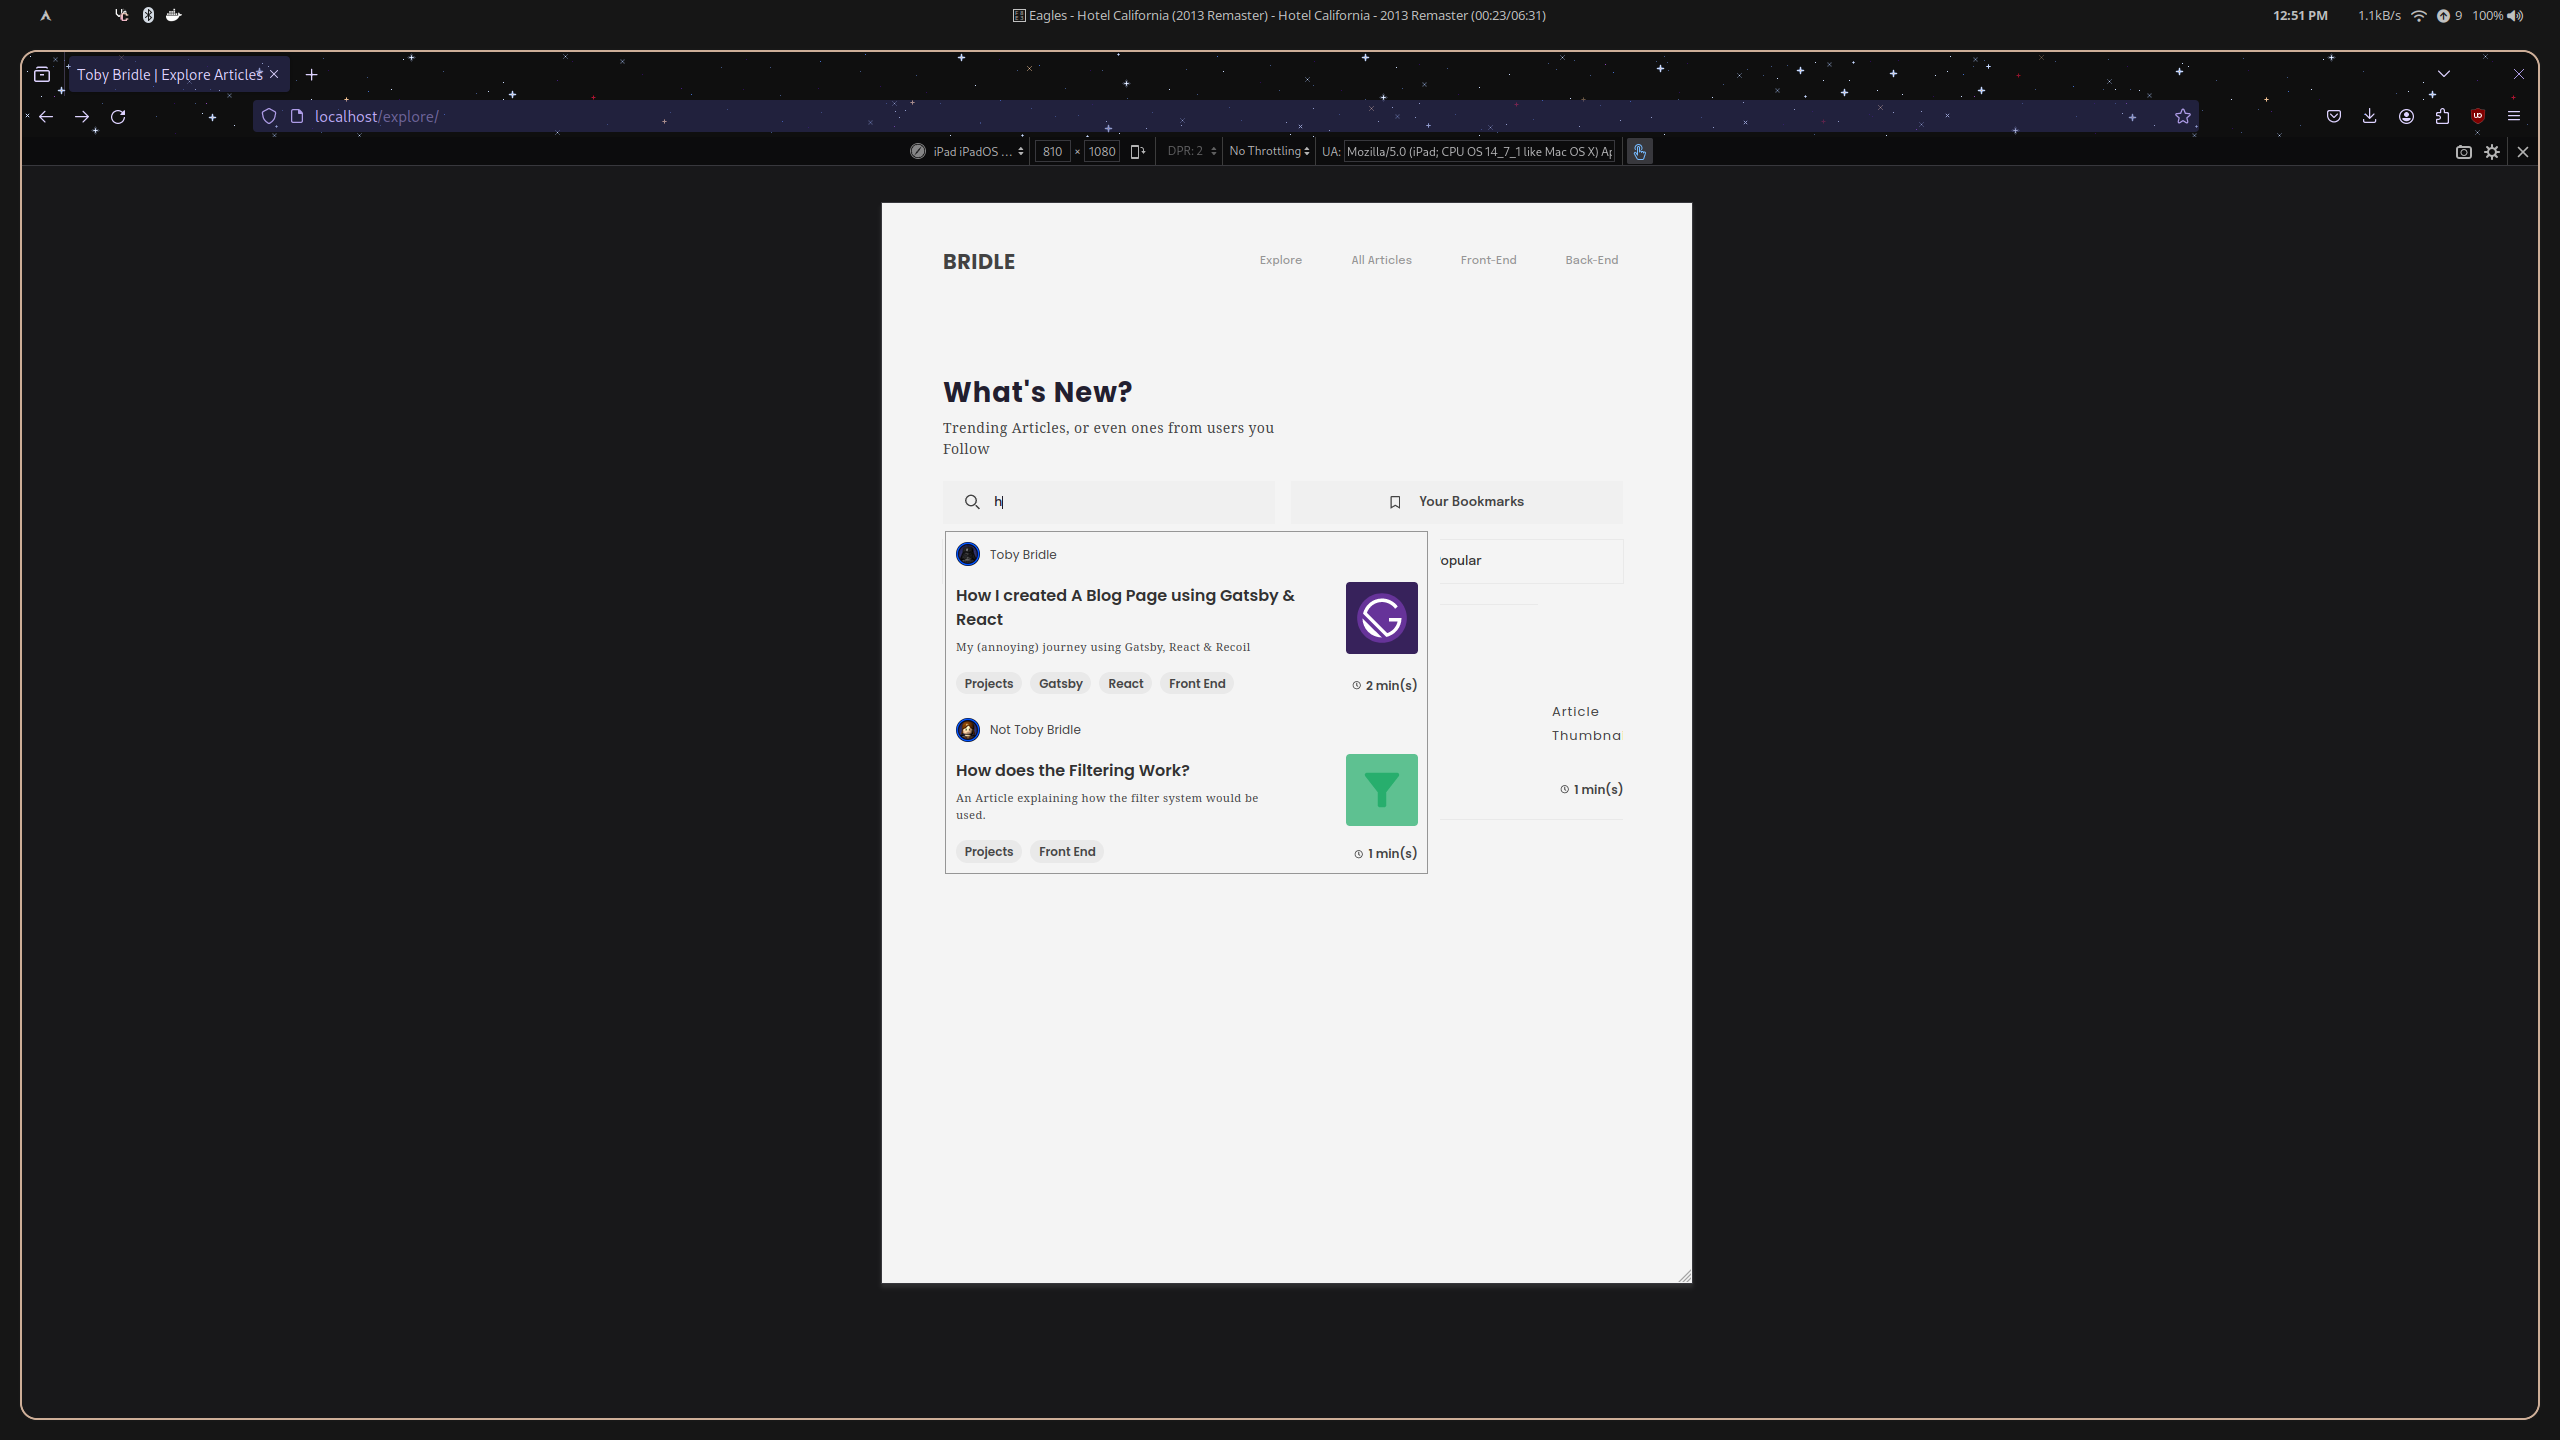 Eagles - Hotel California (2013 Remaster) - Hotel California - 2013 Remaster (00:23/06:31)
12:51 PM
1.1kB/s
9
100%
Toby Bridle | Explore Articles
localhost/explore/
iPad iPadOS ...
810 × 1080
DPR: 2
No Throttling
UA: Mozilla/5.0 (iPad; CPU OS 14_7_1 like Mac OS X)
BRIDLE
Explore
All Articles
Front-End
Back-End
What's New?
Trending Articles, or even ones from users you
Follow
h
Your Bookmarks
opular
Toby Bridle
How I created A Blog Page using Gatsby &
React
My (annoying) journey using Gatsby, React & Recoil
Projects
Gatsby
React
Front End
2 min(s)
Not Toby Bridle
How does the Filtering Work?
An Article explaining how the filter system would be
used.
Projects
Front End
1 min(s)
Article
Thumbna
1 min(s)